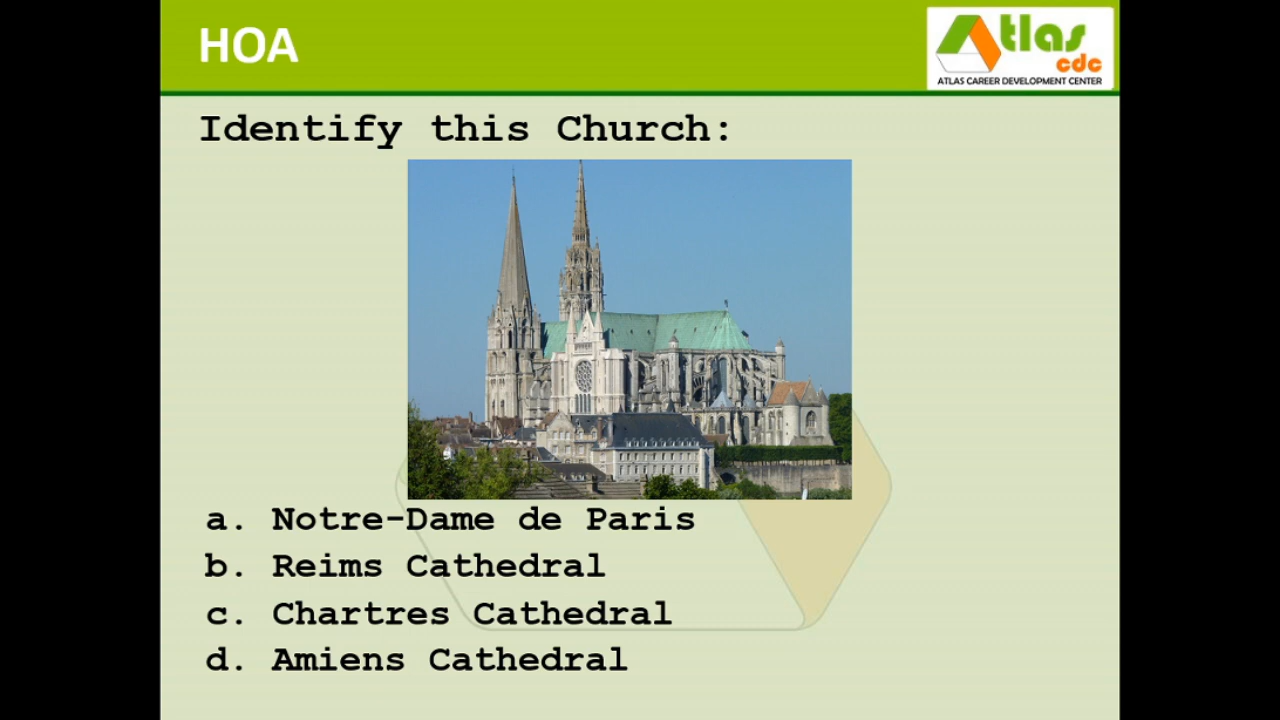 HOA
Atlas
cdc
ATLAS CAREER DEVELOPMENT CENTER
Identify this Church:
a. Notre-Dame de Paris
b. Reims Cathedral
c. Chartres Cathedral
d. Amiens Cathedral